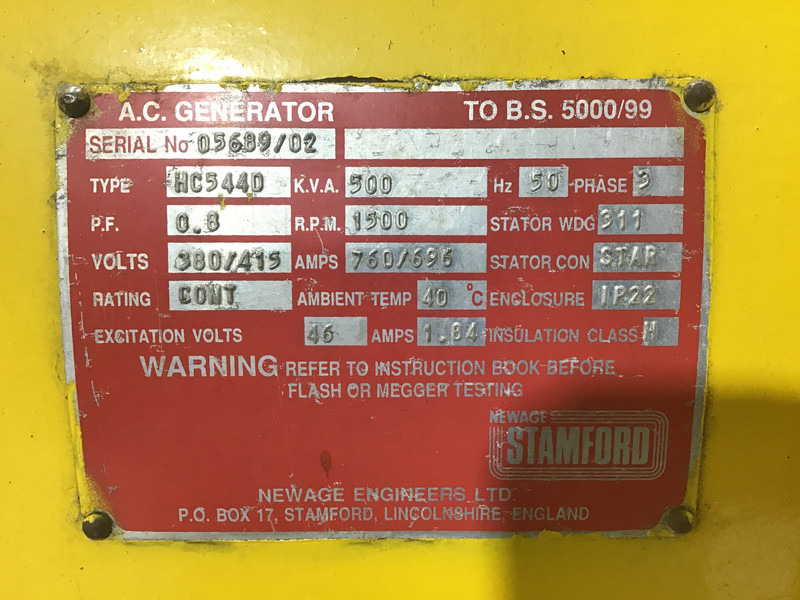 A.C. GENERATOR TO B.S. 5000/99
SERIAL No 05689/02
TYPE HC544D K.V.A. 500 Hz 50 PHASE 3
P.F. 0.8 R.P.M. 1500 STATOR WDG 311
VOLTS 380/415 AMPS 760/696 STATOR CON STAR
RATING CONT AMBIENT TEMP 40 °C ENCLOSURE IP.22
EXCITATION VOLTS 46 AMPS 1.84 INSULATION CLASS H
WARNING REFER TO INSTRUCTION BOOK BEFORE
FLASH OR MEGGER TESTING
NEWAGE
STAMFORD
NEWAGE ENGINEERS LTD.
P.O. BOX 17, STAMFORD, LINCOLNSHIRE, ENGLAND